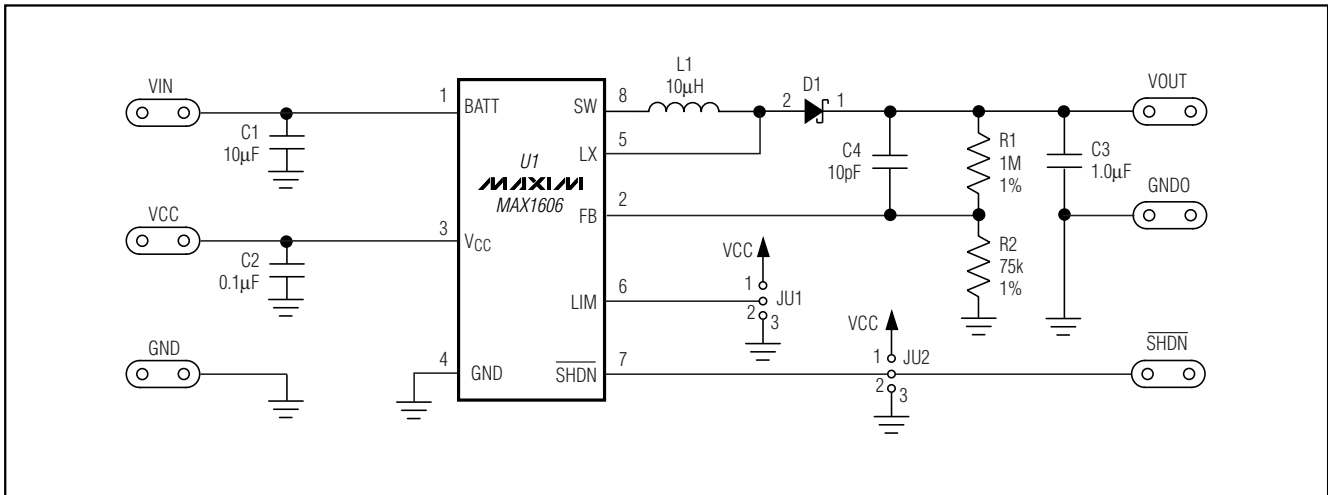 VIN
C1
10µF
VCC
C2
0.1µF
GND
1
BATT
3
VCC
4
GND
U1
MAXIM
MAX1606
SW
8
LX
5
FB
2
LIM
6
SHDN
7
L1
10µH
D1
2
1
C4
10pF
R1
1M
1%
R2
75k
1%
C3
1.0µF
VOUT
GNDO
VCC
1
2
3
JU1
VCC
1
2
3
JU2
SHDN